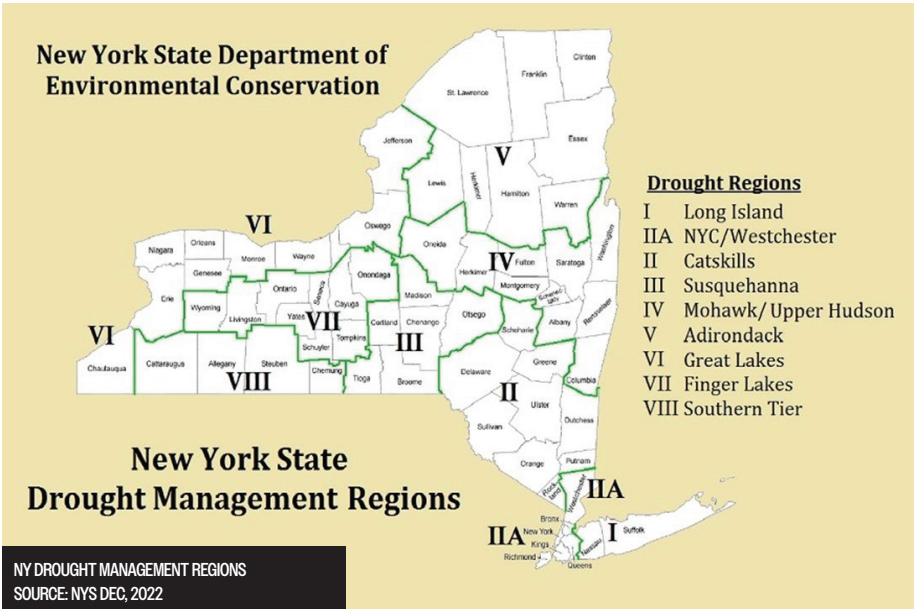 New York State Department of
Environmental Conservation
Clinton
Franklin
St. Lawrence
Essex
Jefferson
V
Lewis
Herkimer
Hamilton
Warren
Drought Regions
I Long Island
IIA NYC/Westchester
II Catskills
III Susquehanna
IV Mohawk/Upper Hudson
V Adirondack
VI Great Lakes
VII Finger Lakes
VIII Southern Tier
VI
Oswego
Oneida
Washington
Niagara
Orleans
Monroe
Wayne
Herkimer
IV
Fulton
Saratoga
Genesee
Onondaga
Madison
Montgomery
Schenectady
Erie
Wyoming
Livingston
Ontario
Yates
Seneca
Cayuga
VII
Tompkins
Schuyler
Cortland
Chenango
III
Otsego
Schoharie
Albany
Rensselaer
VI
Chautauqua
Cattaraugus
Allegany
Steuben
VIII
Chemung
Tioga
Broome
Delaware
Greene
Columbia
II
Ulster
Sullivan
Dutchess
Orange
Putnam
Rockland
Westchester
IIA
New York State
Drought Management Regions
Bronx
IIA
New York
Kings
Richmond
Queens
Nassau
I
Suffolk
NY DROUGHT MANAGEMENT REGIONS
SOURCE: NYS DEC, 2022